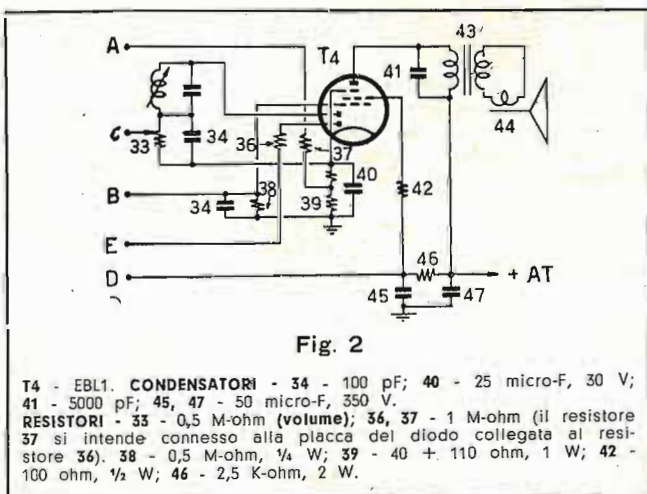 A
T4
43
41
44
C
33
34
36
37
40
B
34
38
39
42
E
D
46
+ AT
45
47
Fig. 2
T4 - EBL1. CONDENSATORI - 34 - 100 pF; 40 - 25 micro-F, 30 V;
41 - 5000 pF; 45, 47 - 50 micro-F, 350 V.
RESISTORI - 33 - 0,5 M-ohm (volume); 36, 37 - 1 M-ohm (il resistore
37 si intende connesso alla placca del diodo collegata al resi-
store 36). 38 - 0,5 M-ohm, ¼ W; 39 - 40 + 110 ohm, 1 W; 42 -
100 ohm, ½ W; 46 - 2,5 K-ohm, 2 W.